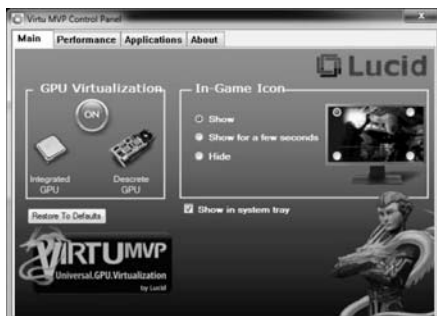 Virtu MVP Control Panel
Main Performance Applications About
Lucid
GPU Virtualization
In-Game Icon
ON
Show
Show for a few seconds
Hide
Integrated GPU
Descrete GPU
Restore To Defaults
Show in system tray
VIRTUMVP
Universal.GPU.Virtualization
by Lucid